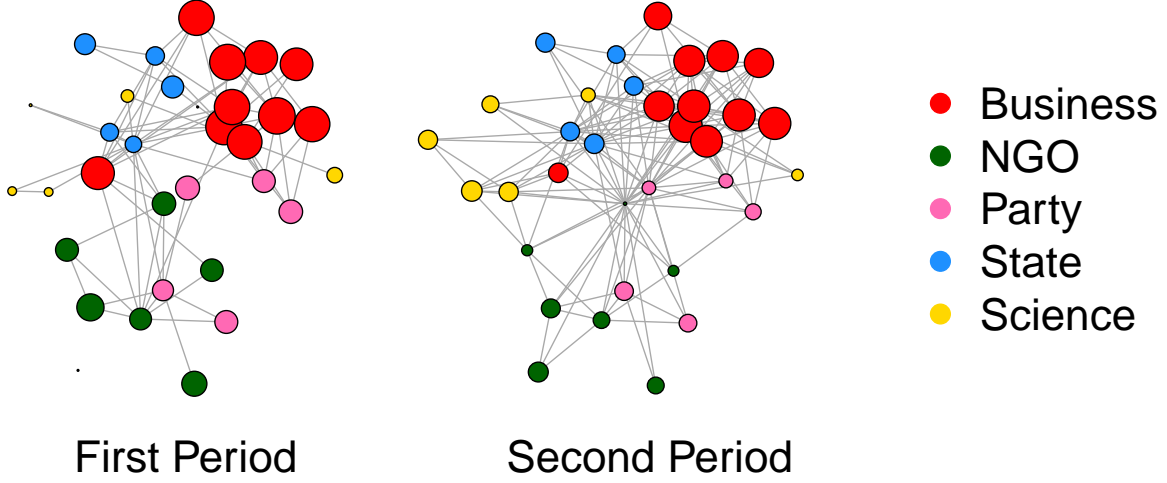 Business
NGO
Party
State
Science
First Period
Second Period